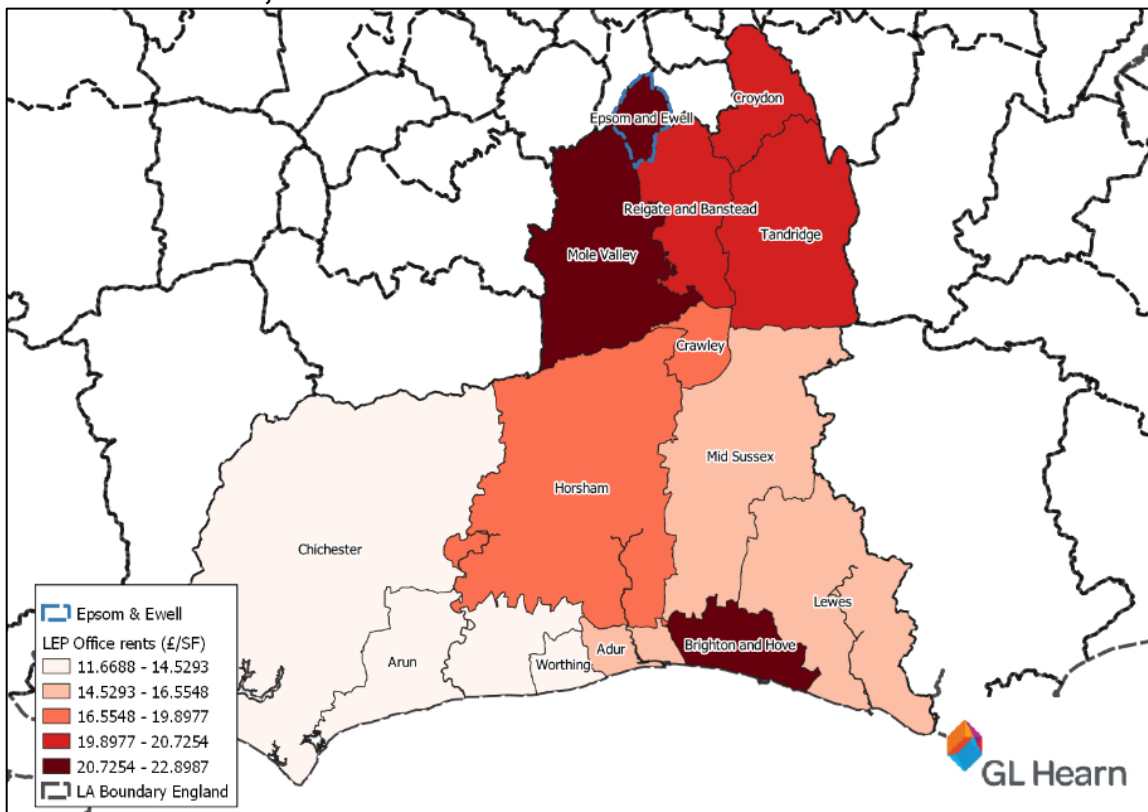 Croydon
Epsom and Ewell
Reigate and Banstead
Tandridge
Mole Valley
Crawley
Mid Sussex
Horsham
Chichester
Lewes
Adur
Brighton and Hove
Arun
Worthing
Epsom & Ewell
LEP Office rents (£/SF)
11.6688 - 14.5293
14.5293 - 16.5548
16.5548 - 19.8977
19.8977 - 20.7254
20.7254 - 22.8987
LA Boundary England
GL Hearn